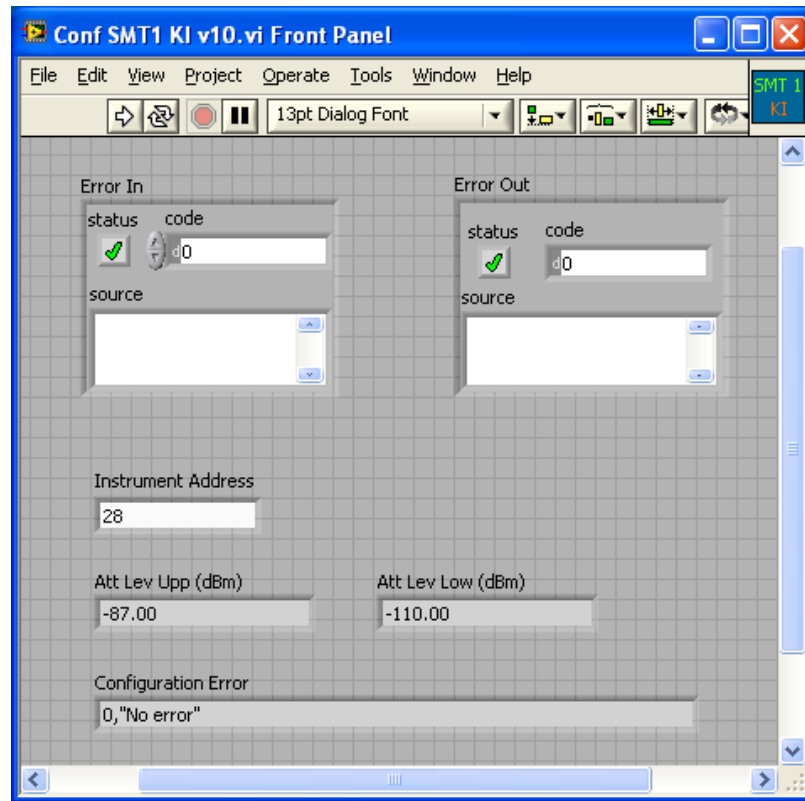 Conf SMT1 KI v10.vi Front Panel
File Edit View Project Operate Tools Window Help
SMT 1
KI
13pt Dialog Font
Error In
status code
d 0
source
Error Out
status code
d 0
source
Instrument Address
28
Att Lev Upp (dBm)
-87.00
Att Lev Low (dBm)
-110.00
Configuration Error
0,"No error"